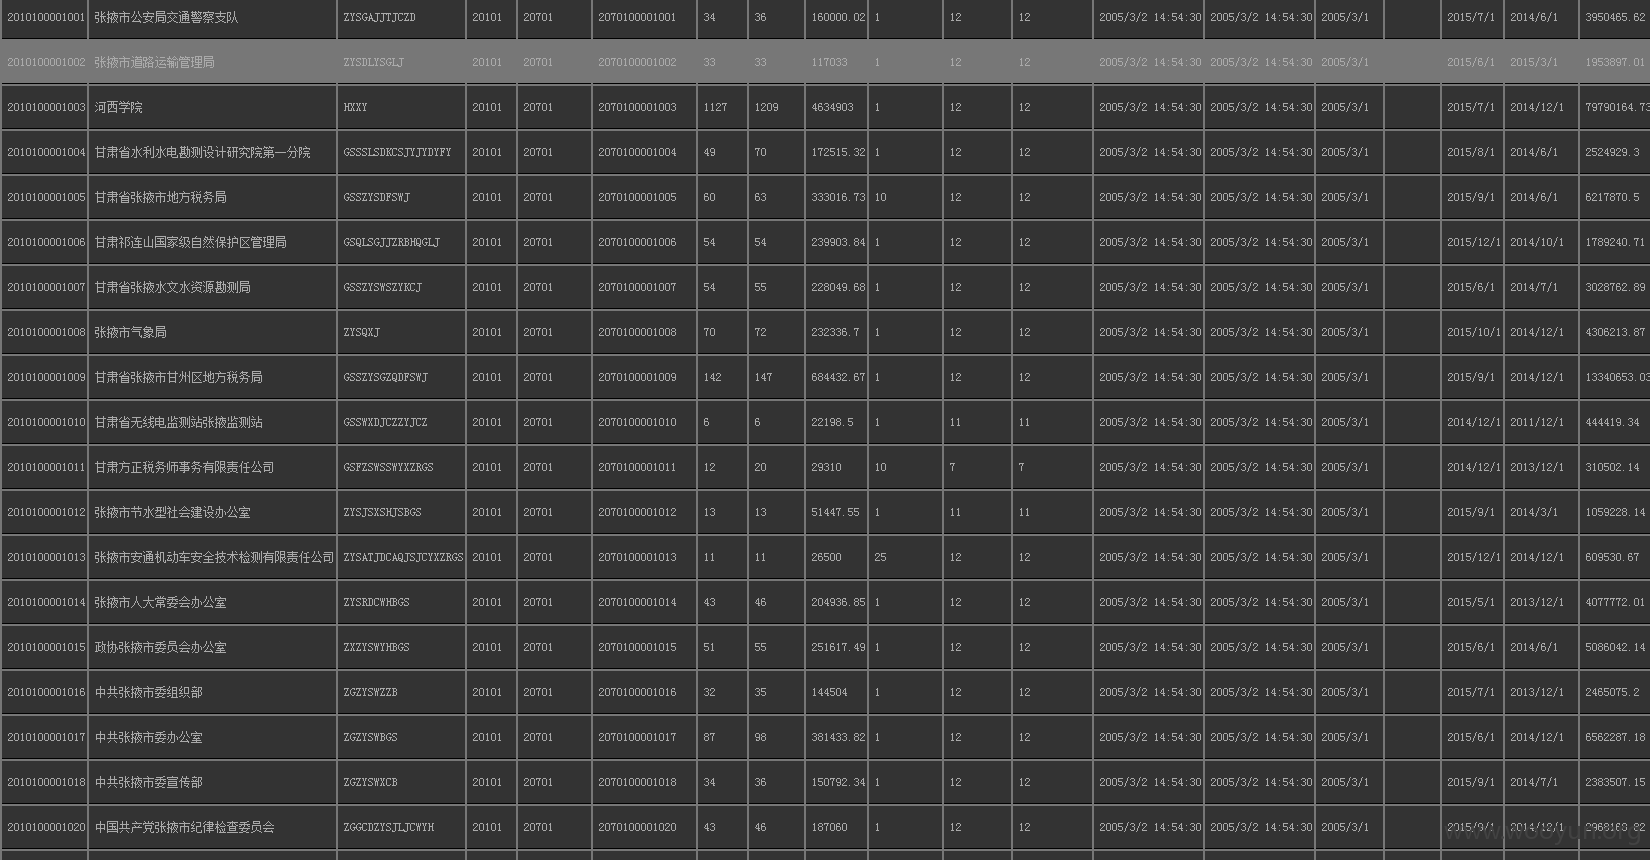 2010100001001 张掖市公安局交通警察支队 ZYSGAJJTJCZD 20101 20701 2070100001001 34 36 160000.02 1 12 12 2005/3/2 14:54:30 2005/3/2 14:54:30 2005/3/1 2015/7/1 2014/6/1 3950465.62
2010100001002 张掖市道路运输管理局 ZYSDLYSGLJ 20101 20701 2070100001002 33 33 117033 1 12 12 2005/3/2 14:54:30 2005/3/2 14:54:30 2005/3/1 2015/6/1 2015/3/1 1953897.01
2010100001003 河西学院 HXXY 20101 20701 2070100001003 1127 1209 4634903 1 12 12 2005/3/2 14:54:30 2005/3/2 14:54:30 2005/3/1 2015/7/1 2014/12/1 79790164.73
2010100001004 甘肃省水利水电勘测设计研究院第一分院 GSSSLSDKCSJYJYDYFY 20101 20701 2070100001004 49 70 172515.32 1 12 12 2005/3/2 14:54:30 2005/3/2 14:54:30 2005/3/1 2015/8/1 2014/6/1 2524929.3
2010100001005 甘肃省张掖市地方税务局 GSSZYSDFSWJ 20101 20701 2070100001005 60 63 333016.73 10 12 12 2005/3/2 14:54:30 2005/3/2 14:54:30 2005/3/1 2015/9/1 2014/6/1 6217870.5
2010100001006 甘肃祁连山国家级自然保护区管理局 GSQLSGJJZRBHQGLJ 20101 20701 2070100001006 54 54 239903.84 1 12 12 2005/3/2 14:54:30 2005/3/2 14:54:30 2005/3/1 2015/12/1 2014/10/1 1789240.71
2010100001007 甘肃省张掖水文水资源勘测局 GSSZYSWSZYKCJ 20101 20701 2070100001007 54 55 228049.68 1 12 12 2005/3/2 14:54:30 2005/3/2 14:54:30 2005/3/1 2015/6/1 2014/7/1 3028762.89
2010100001008 张掖市气象局 ZYSQXJ 20101 20701 2070100001008 70 72 232336.7 1 12 12 2005/3/2 14:54:30 2005/3/2 14:54:30 2005/3/1 2015/10/1 2014/12/1 4306213.87
2010100001009 甘肃省张掖市甘州区地方税务局 GSSZYSGZQDFSWJ 20101 20701 2070100001009 142 147 684432.67 1 12 12 2005/3/2 14:54:30 2005/3/2 14:54:30 2005/3/1 2015/9/1 2014/12/1 13340653.03
2010100001010 甘肃省无线电监测站张掖监测站 GSSWXDJCZZYJCZ 20101 20701 2070100001010 6 6 22198.5 1 11 11 2005/3/2 14:54:30 2005/3/2 14:54:30 2005/3/1 2014/12/1 2011/12/1 444419.34
2010100001011 甘肃方正税务师事务有限责任公司 GSFZSWSSWYXZRGS 20101 20701 2070100001011 12 20 29310 10 7 7 2005/3/2 14:54:30 2005/3/2 14:54:30 2005/3/1 2014/12/1 2013/12/1 310502.14
2010100001012 张掖市节水型社会建设办公室 ZYSJSXSHJSBGS 20101 20701 2070100001012 13 13 51447.55 1 11 11 2005/3/2 14:54:30 2005/3/2 14:54:30 2005/3/1 2015/9/1 2014/3/1 1059228.14
2010100001013 张掖市安通机动车安全技术检测有限责任公司 ZYSATJDCAQJSJCYXZRGS 20101 20701 2070100001013 11 11 26500 25 12 12 2005/3/2 14:54:30 2005/3/2 14:54:30 2005/3/1 2015/12/1 2014/12/1 609530.67
2010100001014 张掖市人大常委会办公室 ZYSRDCWHBGS 20101 20701 2070100001014 43 46 204936.85 1 12 12 2005/3/2 14:54:30 2005/3/2 14:54:30 2005/3/1 2015/5/1 2013/12/1 4077772.01
2010100001015 政协张掖市委员会办公室 ZXZYSWYHBGS 20101 20701 2070100001015 51 55 251617.49 1 12 12 2005/3/2 14:54:30 2005/3/2 14:54:30 2005/3/1 2015/6/1 2014/6/1 5086042.14
2010100001016 中共张掖市委组织部 ZGZYSWZZB 20101 20701 2070100001016 32 35 144504 1 12 12 2005/3/2 14:54:30 2005/3/2 14:54:30 2005/3/1 2015/7/1 2013/12/1 2465075.2
2010100001017 中共张掖市委办公室 ZGZYSWBGS 20101 20701 2070100001017 87 98 381433.82 1 12 12 2005/3/2 14:54:30 2005/3/2 14:54:30 2005/3/1 2015/6/1 2014/12/1 6562287.18
2010100001018 中共张掖市委宣传部 ZGZYSWXCB 20101 20701 2070100001018 34 36 150792.34 1 12 12 2005/3/2 14:54:30 2005/3/2 14:54:30 2005/3/1 2015/9/1 2014/7/1 2383507.15
2010100001020 中国共产党张掖市纪律检查委员会 ZGGCDZYSJLJCWYH 20101 20701 2070100001020 43 46 187060 1 12 12 2005/3/2 14:54:30 2005/3/2 14:54:30 2005/3/1 2015/9/1 2014/12/1 2968168.82
www.wooyun.org